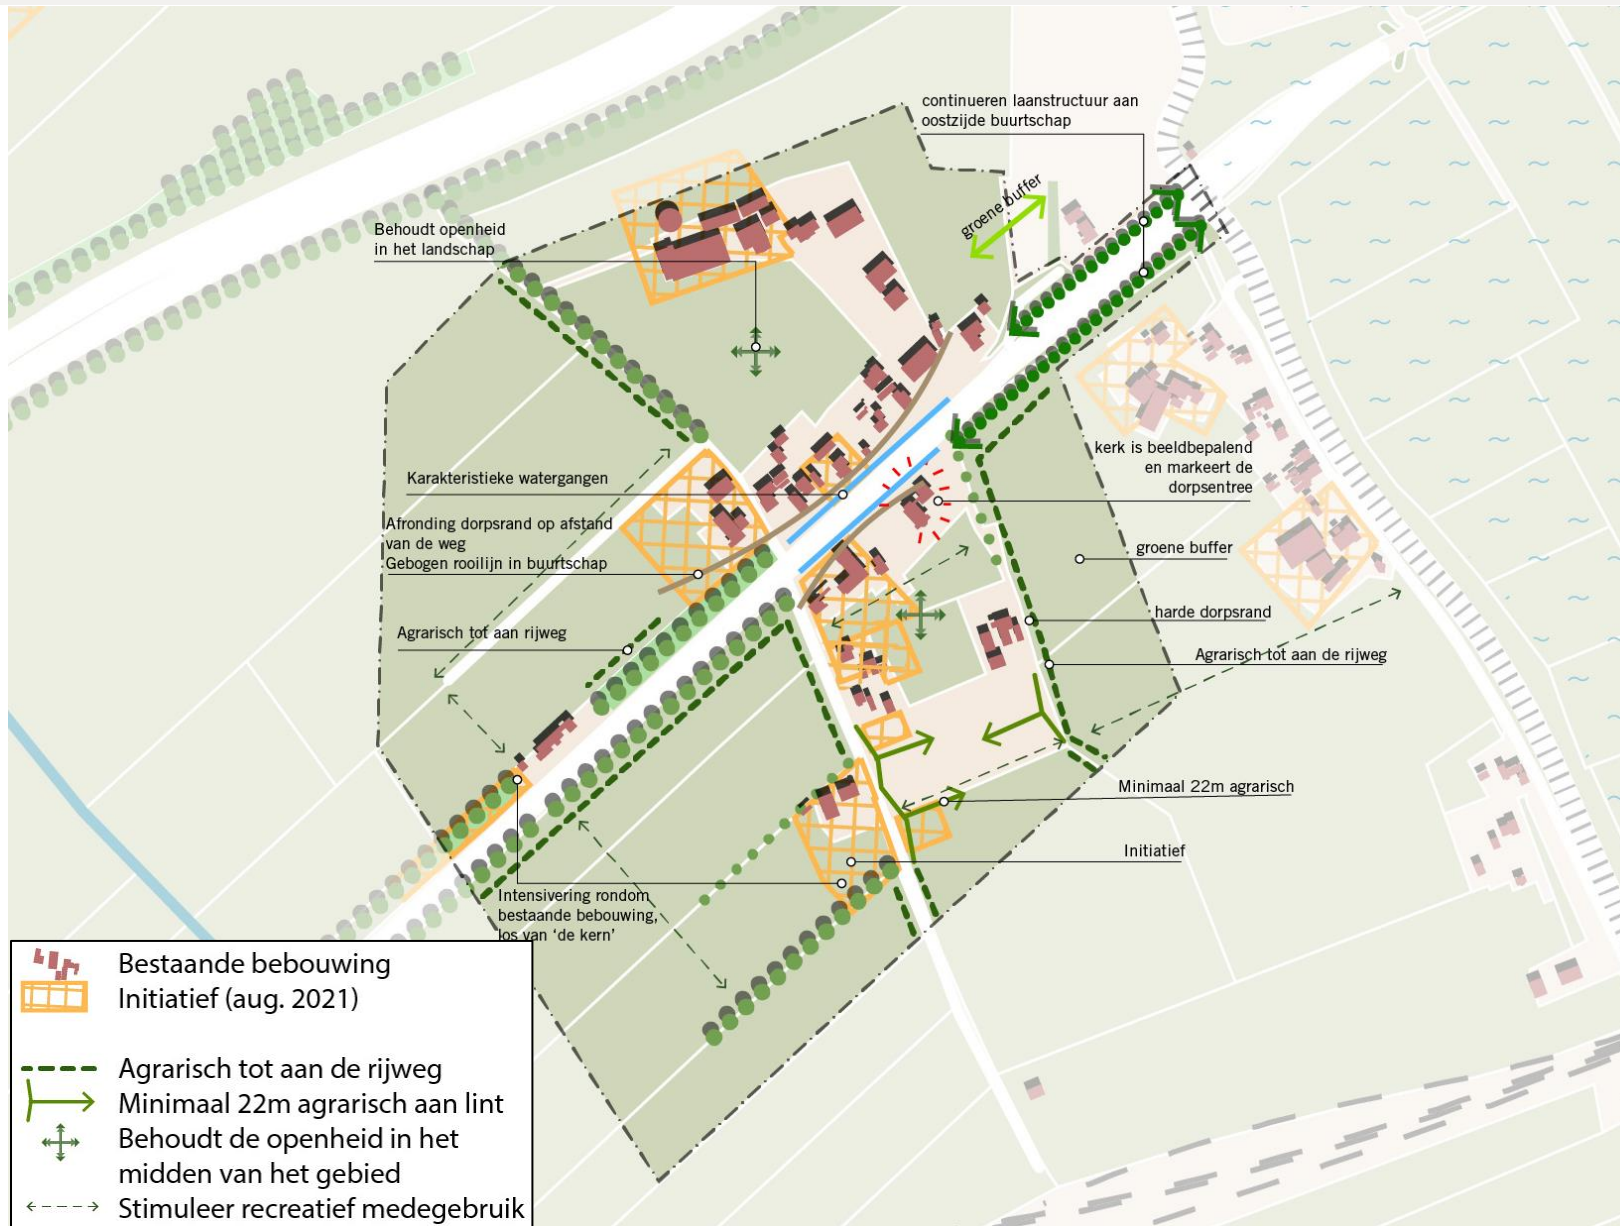 continueren laanstructuur aan
oostzijde buurtschap
groene buffer
Behoudt openheid
in het landschap
kerk is beeldbepalend
en markeert de
dorpsentree
Karakteristieke watergangen
Afronding dorpsrand op afstand
van de weg
Gebogen rooilijn in buurtschap
groene buffer
harde dorpsrand
Agrarisch tot aan rijweg
Agrarisch tot aan de rijweg
Minimaal 22m agrarisch
Initiatief
Intensivering rondom
bestaande bebouwing,
los van ‘de kern’
Bestaande bebouwing
Initiatief (aug. 2021)
Agrarisch tot aan de rijweg
Minimaal 22m agrarisch aan lint
Behoudt de openheid in het
midden van het gebied
Stimuleer recreatief medegebruik